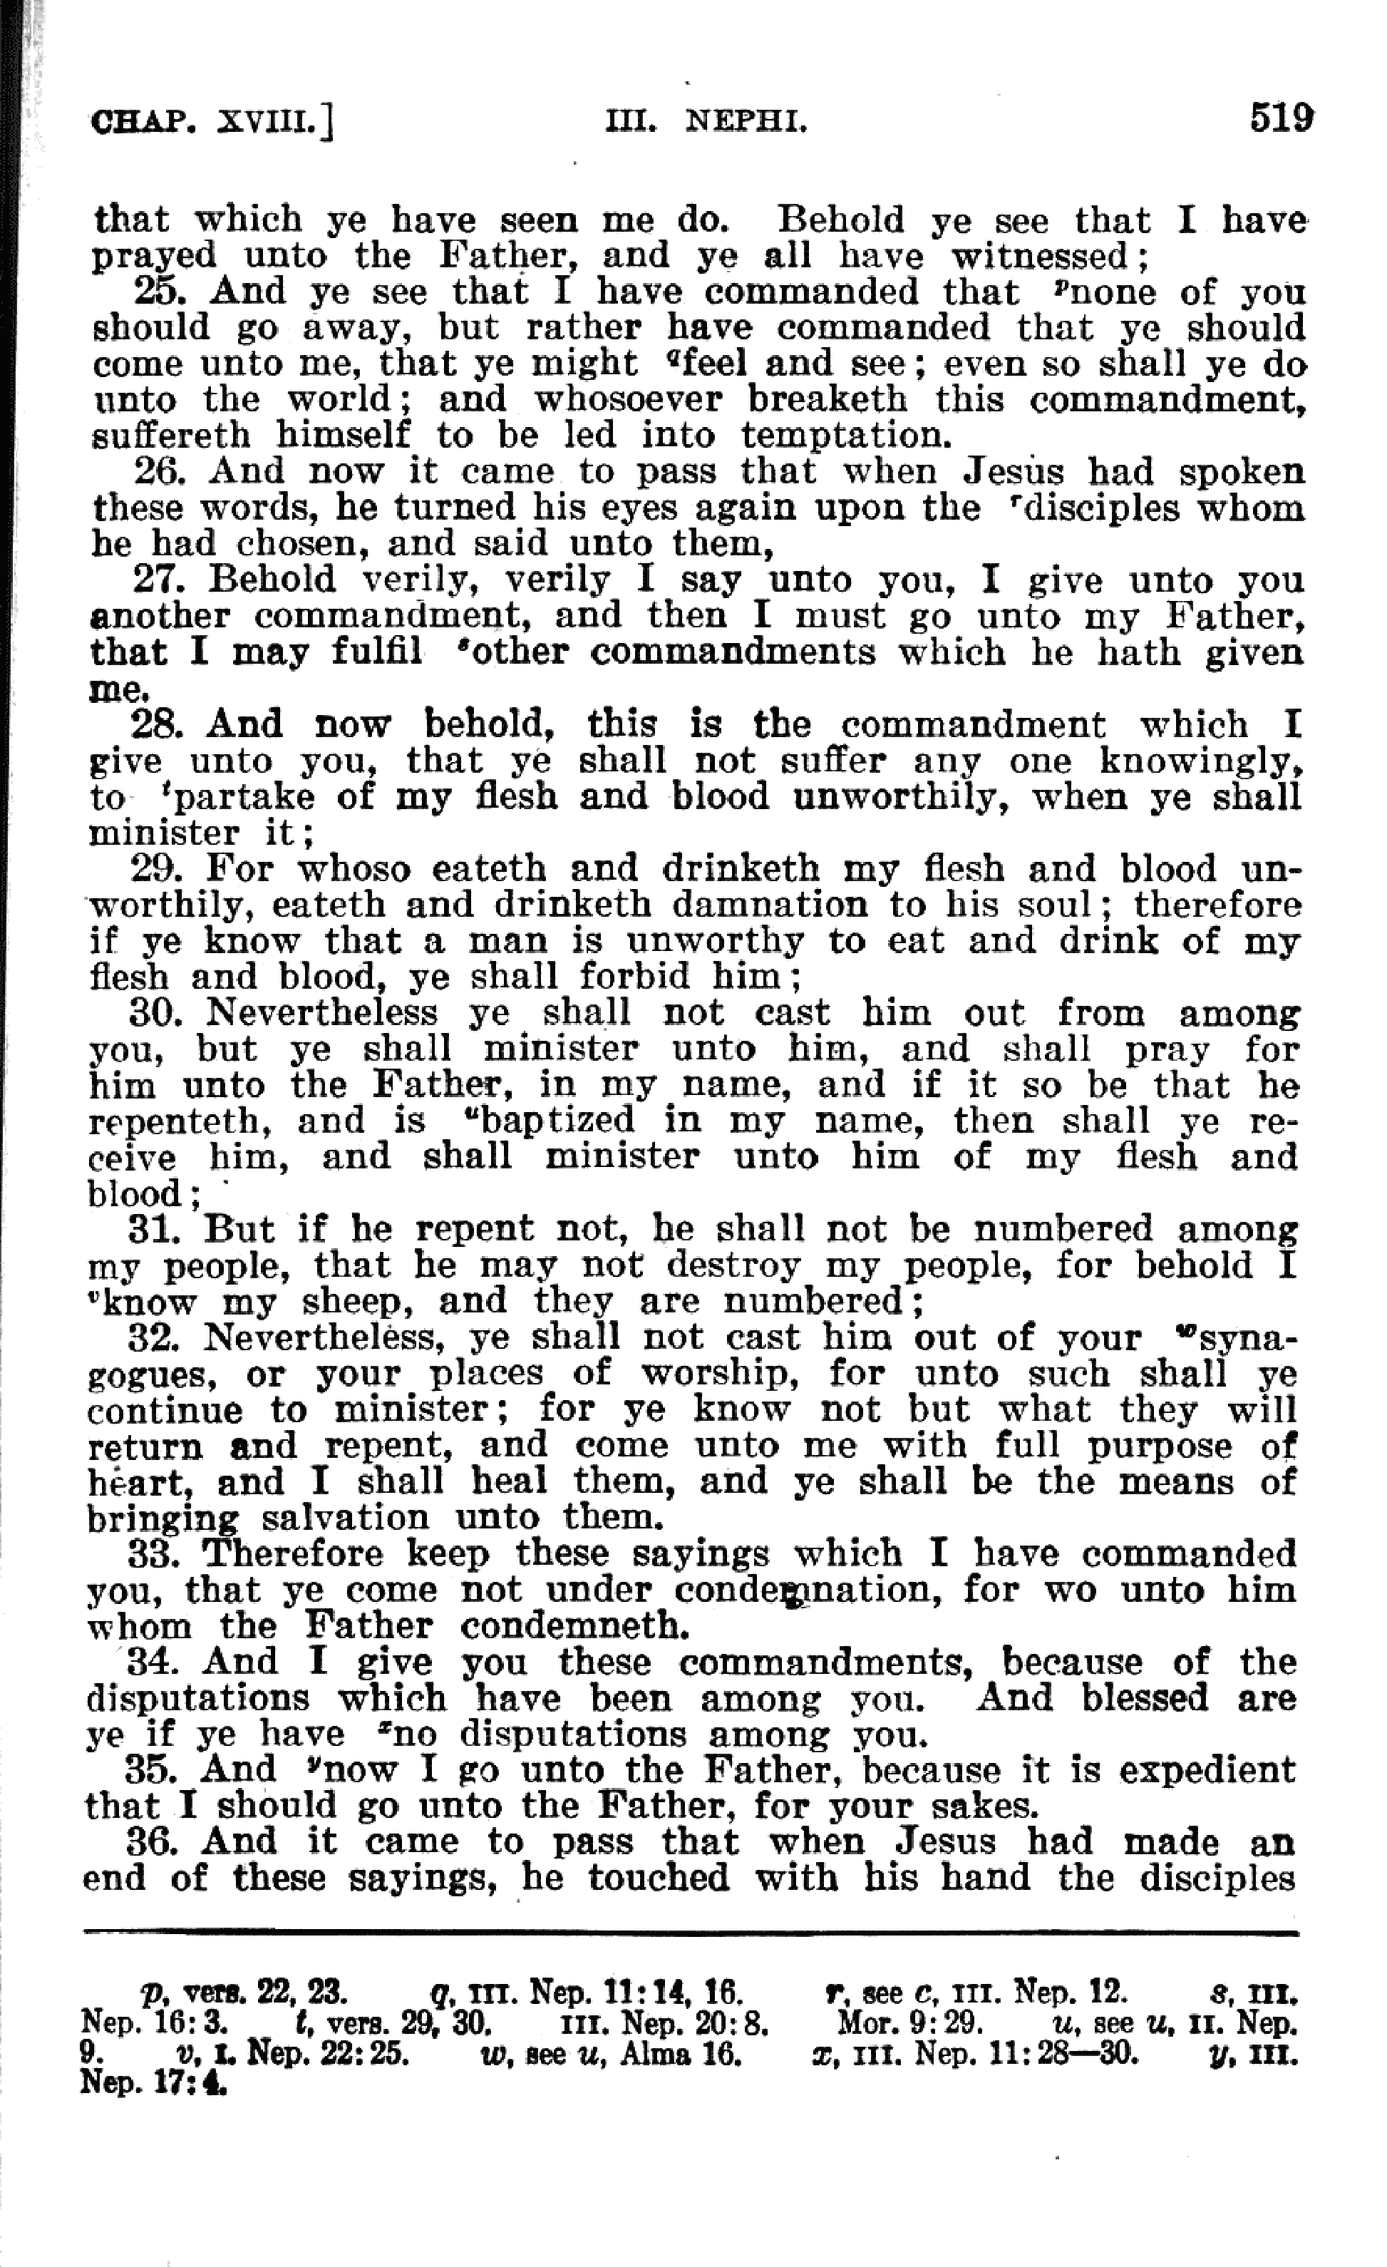 CHAP. XVIII.] III. NEPHI. 519
that which ye have seen me do. Behold ye see that I have
prayed unto the Father, and ye all have witnessed;
25. And ye see that I have commanded that pnone of you
should go away, but rather have commanded that ye should
come unto me, that ye might qfeel and see; even so shall ye do
unto the world; and whosoever breaketh this commandment,
suffereth himself to be led into temptation.
26. And now it came to pass that when Jesus had spoken
these words, he turned his eyes again upon the rdisciples whom
he had chosen, and said unto them,
27. Behold verily, verily I say unto you, I give unto you
another commandment, and then I must go unto my Father,
that I may fulfil sother commandments which he hath given
me.
28. And now behold, this is the commandment which I
give unto you, that ye shall not suffer any one knowingly,
to tpartake of my flesh and blood unworthily, when ye shall
minister it;
29. For whoso eateth and drinketh my flesh and blood un-
worthily, eateth and drinketh damnation to his soul; therefore
if ye know that a man is unworthy to eat and drink of my
flesh and blood, ye shall forbid him;
30. Nevertheless ye shall not cast him out from among
you, but ye shall minister unto him, and shall pray for
him unto the Father, in my name, and if it so be that he
repenteth, and is ubaptized in my name, then shall ye re-
ceive him, and shall minister unto him of my flesh and
blood;
31. But if he repent not, he shall not be numbered among
my people, that he may not destroy my people, for behold I
vknow my sheep, and they are numbered;
32. Nevertheless, ye shall not cast him out of your wsyna-
gogues, or your places of worship, for unto such shall ye
continue to minister; for ye know not but what they will
return and repent, and come unto me with full purpose of
heart, and I shall heal them, and ye shall be the means of
bringing salvation unto them.
33. Therefore keep these sayings which I have commanded
you, that ye come not under condemnation, for wo unto him
whom the Father condemneth.
34. And I give you these commandments, because of the
disputations which have been among you. And blessed are
ye if ye have xno disputations among you.
35. And ynow I go unto the Father, because it is expedient
that I should go unto the Father, for your sakes.
36. And it came to pass that when Jesus had made an
end of these sayings, he touched with his hand the disciples
p, vers. 22, 23. q, III. Nep. 11:14, 16. r, see c, III. Nep. 12. s, III.
Nep. 16:3. t, vers. 29, 30. III. Nep. 20:8. Mor. 9:29. u, see u, II. Nep.
9. v, I. Nep. 22:25. w, see u, Alma 16. x, III. Nep. 11:28—30. y, III.
Nep. 17:4.